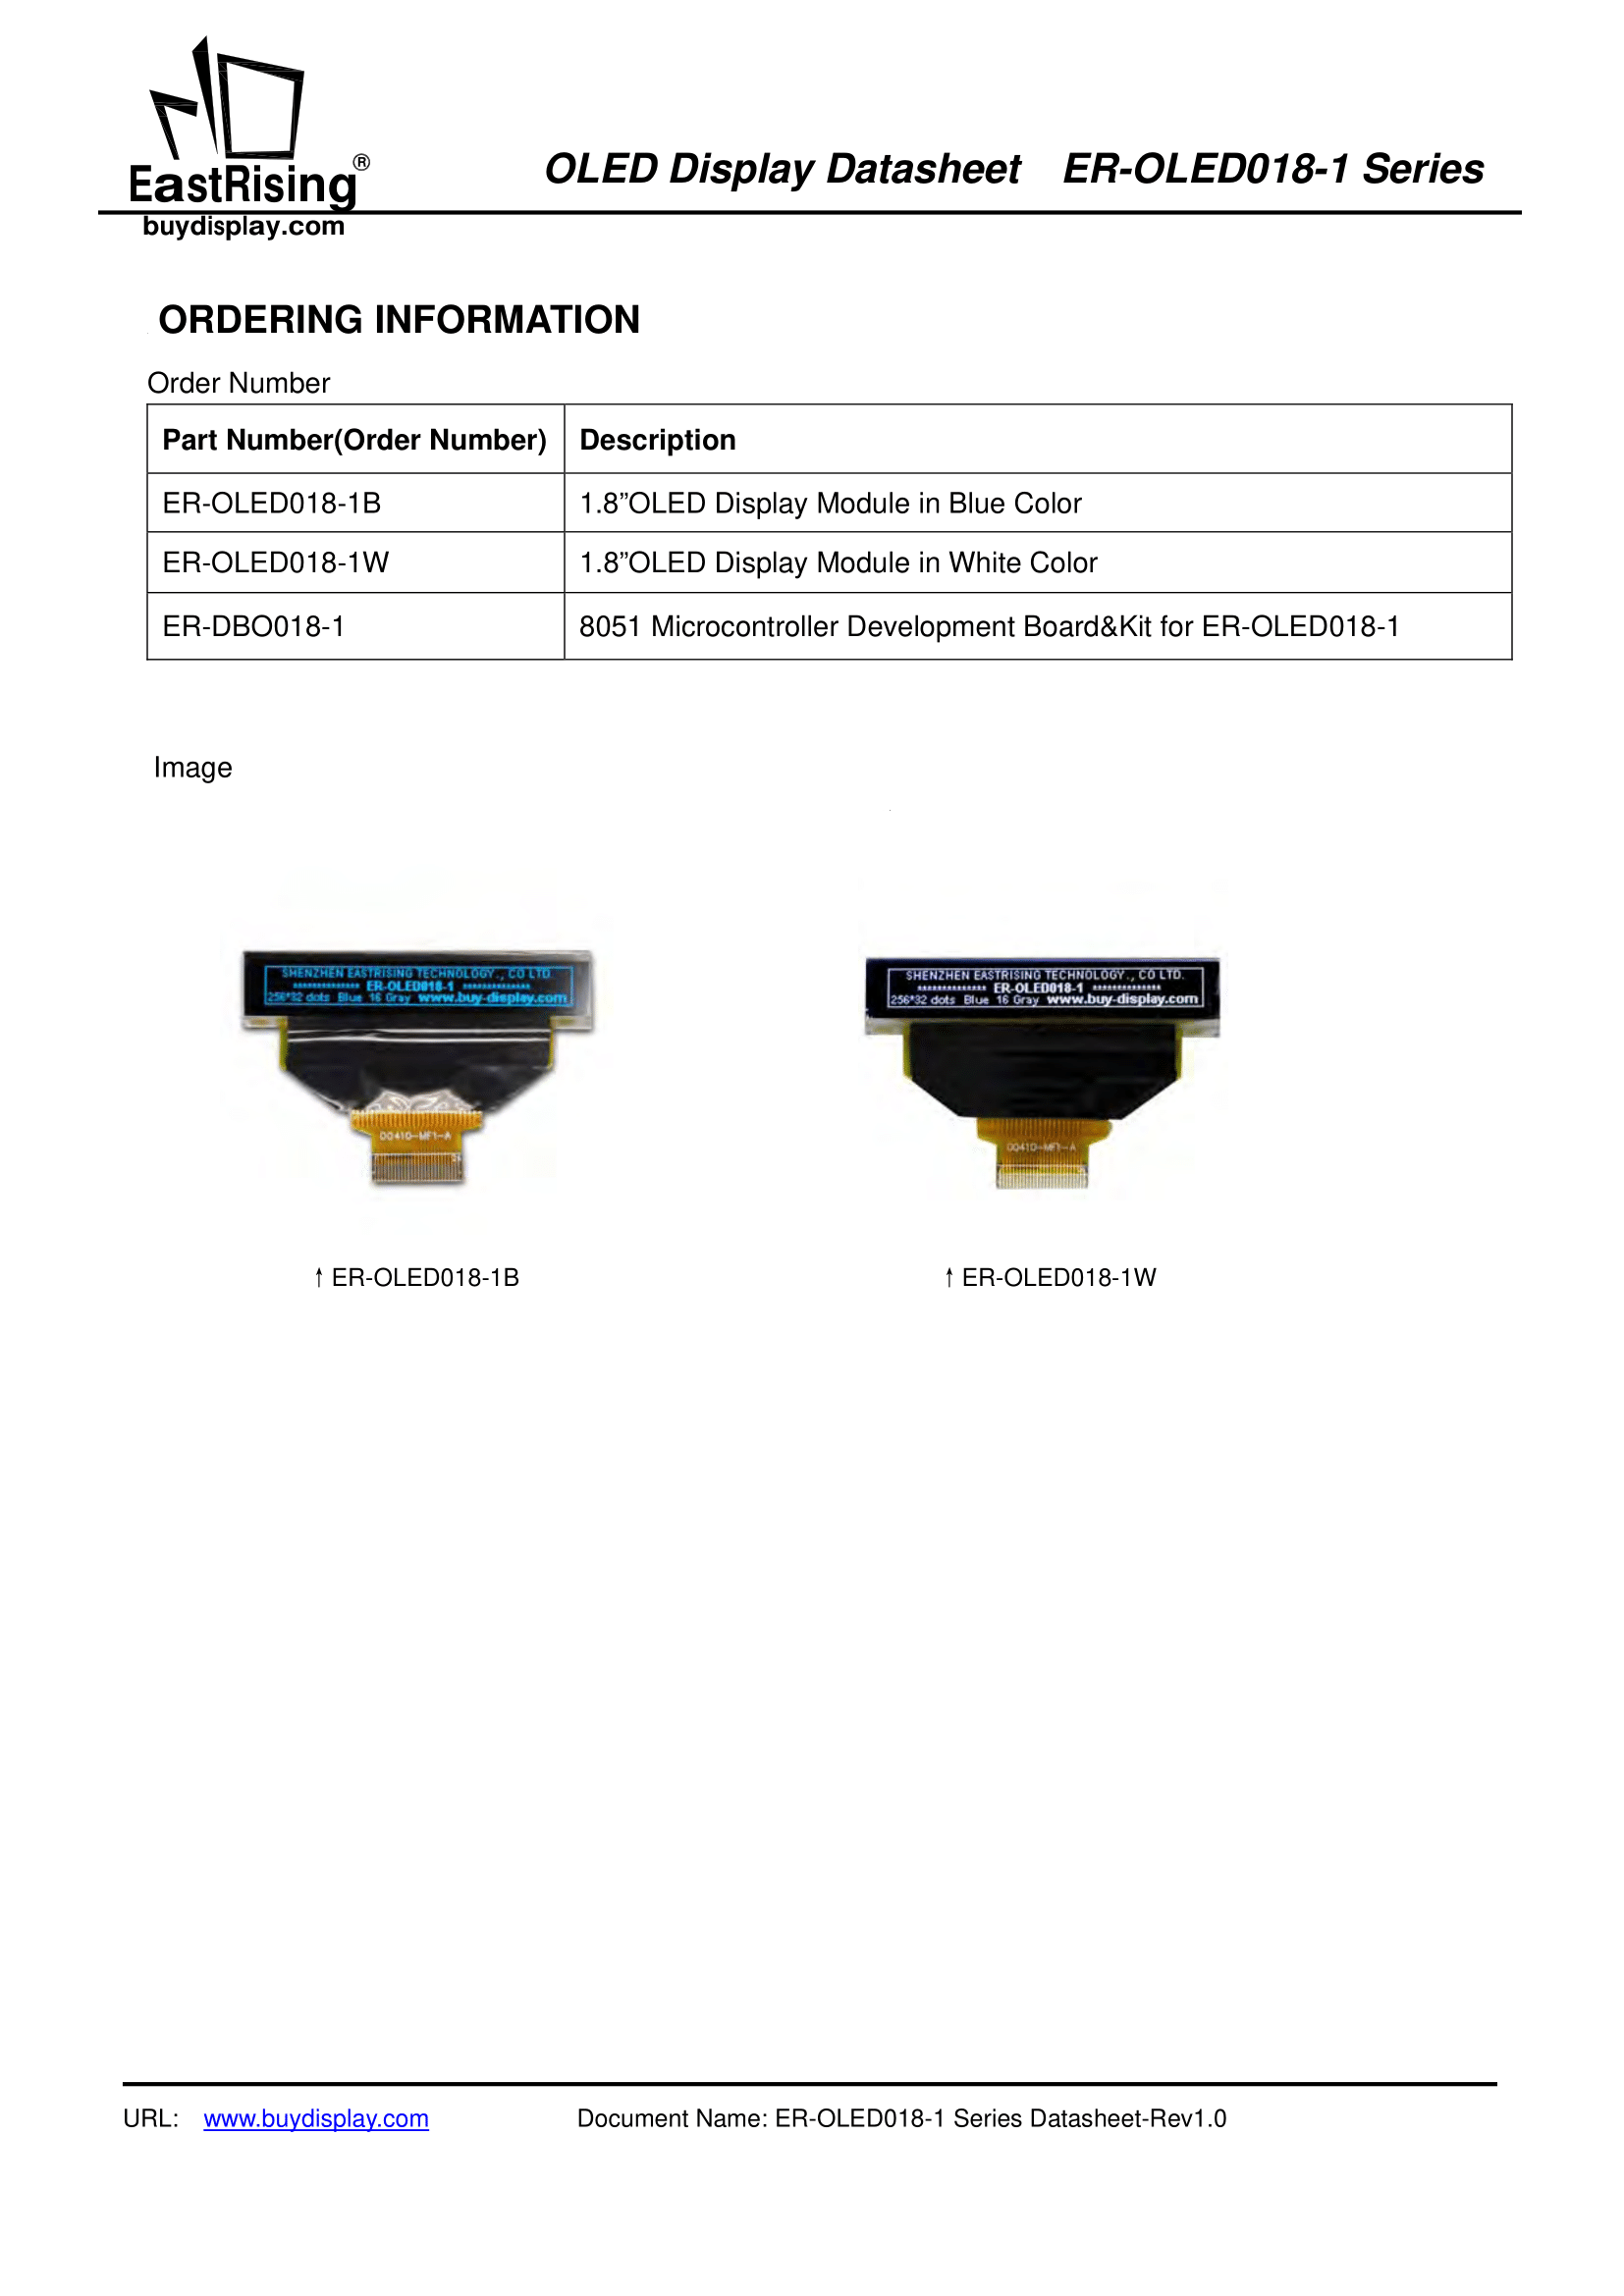 EastRising®
buydisplay.com
OLED Display Datasheet ER-OLED018-1 Series
ORDERING INFORMATION
Order Number
Part Number(Order Number) Description
ER-OLED018-1B 1.8”OLED Display Module in Blue Color
ER-OLED018-1W 1.8”OLED Display Module in White Color
ER-DBO018-1 8051 Microcontroller Development Board&Kit for ER-OLED018-1
Image
SHENZHEN EASTRISING TECHNOLOGY., CO LTD.
************** ER-OLED018-1 **************
256*32 dots Blue 16 Gray www.buy-display.com
00410-MF1-A
SHENZHEN EASTRISING TECHNOLOGY., CO LTD.
************** ER-OLED018-1 **************
256*32 dots Blue 16 Gray www.buy-display.com
00410-MF1-A
↑ ER-OLED018-1B
↑ ER-OLED018-1W
URL: www.buydisplay.com Document Name: ER-OLED018-1 Series Datasheet-Rev1.0